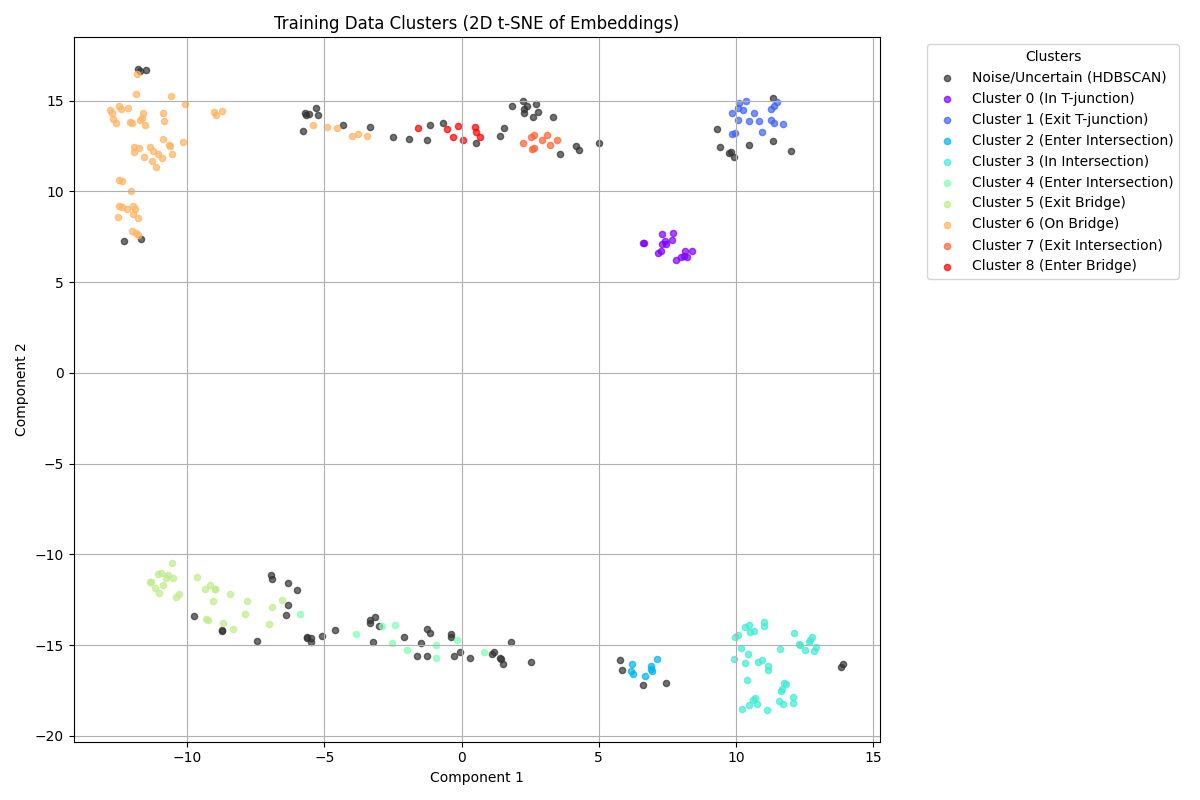 Training Data Clusters (2D t-SNE of Embeddings)
Clusters
Noise/Uncertain (HDBSCAN)
Cluster 0 (In T-junction)
Cluster 1 (Exit T-junction)
Cluster 2 (Enter Intersection)
Cluster 3 (In Intersection)
Cluster 4 (Enter Intersection)
Cluster 5 (Exit Bridge)
Cluster 6 (On Bridge)
Cluster 7 (Exit Intersection)
Cluster 8 (Enter Bridge)
Component 2
15
10
5
0
−5
−10
−15
−20
−10
−5
0
5
10
15
Component 1